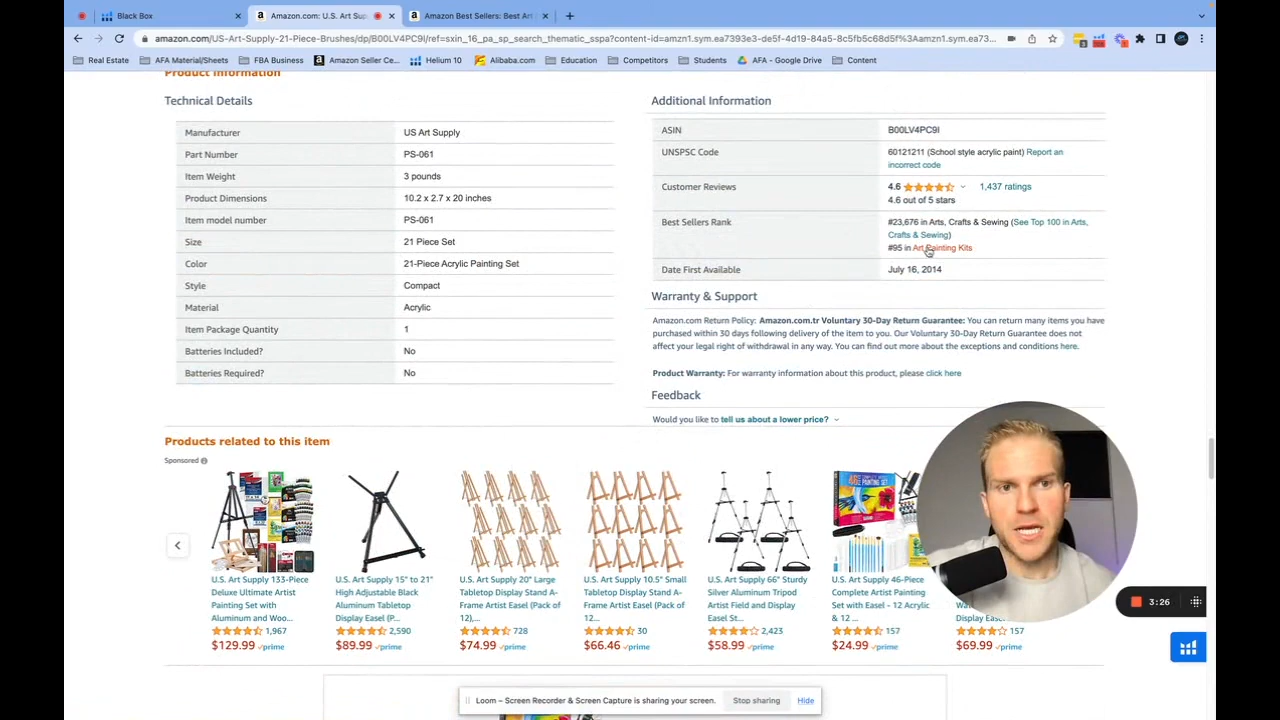 Black Box
Amazon.com: U.S. Art Su
Amazon Best Sellers: Best Art
amazon.com/US-Art-Supply-21-Piece-Brushes/dp/B00LV4PC9I/ref=sxin_16_pa_sp_search_thematic_sspa?content-id=amzn1.sym.ea7393e3-de5f-4d19-84a5-8c5fb5c68d5f%3Aamzn1.sym.ea73...
Real Estate
AFA Material/Sheets
FBA Business
Amazon Seller Ce...
Helium 10
Alibaba.com
Education
Competitors
Students
AFA - Google Drive
Content
Product information
Technical Details
Manufacturer US Art Supply
Part Number PS-061
Item Weight 3 pounds
Product Dimensions 10.2 x 2.7 x 20 inches
Item model number PS-061
Size 21 Piece Set
Color 21-Piece Acrylic Painting Set
Style Compact
Material Acrylic
Item Package Quantity 1
Batteries Included? No
Batteries Required? No
Additional Information
ASIN B00LV4PC9I
UNSPSC Code 60121211 (School style acrylic paint) Report an
incorrect code
Customer Reviews 4.6 1,437 ratings
4.6 out of 5 stars
Best Sellers Rank #23,676 in Arts, Crafts & Sewing (See Top 100 in Arts,
Crafts & Sewing)
#95 in Art Painting Kits
Date First Available July 16, 2014
Warranty & Support
Amazon.com Return Policy: Amazon.com.tr Voluntary 30-Day Return Guarantee: You can return many items you have
purchased within 30 days following delivery of the item to you. Our Voluntary 30-Day Return Guarantee does not
affect your legal right of withdrawal in any way. You can find out more about the exceptions and conditions here.
Product Warranty: For warranty information about this product, please click here
Feedback
Would you like to tell us about a lower price?
Products related to this item
Sponsored
U.S. Art Supply 133-Piece
Deluxe Ultimate Artist
Painting Set with
Aluminum and Woo...
1,967
$129.99 prime
U.S. Art Supply 15" to 21"
High Adjustable Black
Aluminum Tabletop
Display Easel (P...
2,590
$89.99 prime
U.S. Art Supply 20" Large
Tabletop Display Stand A-
Frame Artist Easel (Pack of
12),...
728
$74.99 prime
U.S. Art Supply 10.5" Small
Tabletop Display Stand A-
Frame Artist Easel (Pack of
12...
30
$66.46 prime
U.S. Art Supply 66" Sturdy
Silver Aluminum Tripod
Artist Field and Display
Easel St...
2,423
$58.99 prime
U.S. Art Supply 46-Piece
Complete Artist Painting
Set with Easel - 12 Acrylic
& 12 ...
157
$24.99 prime
Display Ease...
157
$69.99 prime
3:26
Loom – Screen Recorder & Screen Capture is sharing your screen.
Stop sharing
Hide